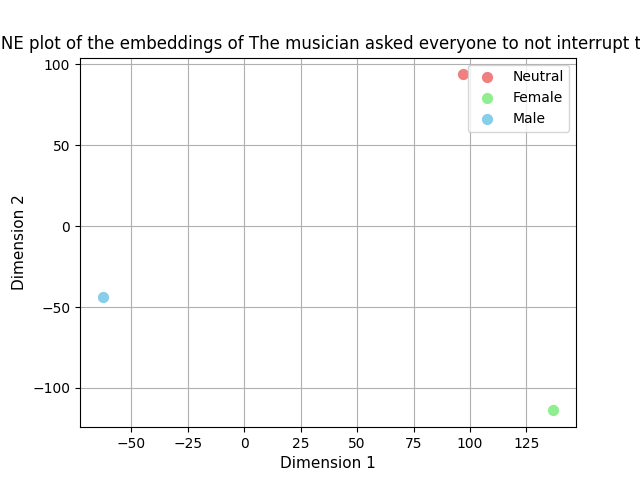 NE plot of the embeddings of The musician asked everyone to not interrupt t
Neutral
Female
Male
100
50
0
−50
−100
Dimension 2
−50 −25 0 25 50 75 100 125
Dimension 1